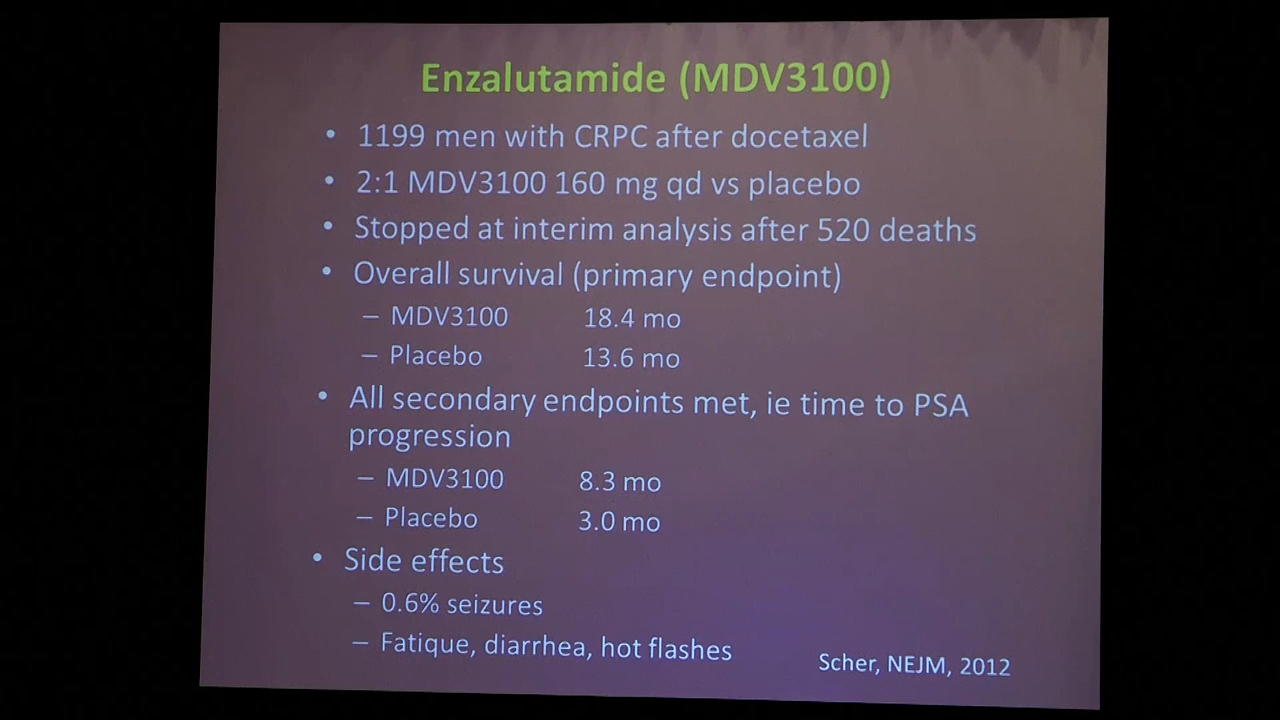 Enzalutamide (MDV3100)
• 1199 men with CRPC after docetaxel
• 2:1 MDV3100 160 mg qd vs placebo
• Stopped at interim analysis after 520 deaths
• Overall survival (primary endpoint)
– MDV3100 18.4 mo
– Placebo 13.6 mo
• All secondary endpoints met, ie time to PSA
progression
– MDV3100 8.3 mo
– Placebo 3.0 mo
• Side effects
– 0.6% seizures
– Fatique, diarrhea, hot flashes
Scher, NEJM, 2012